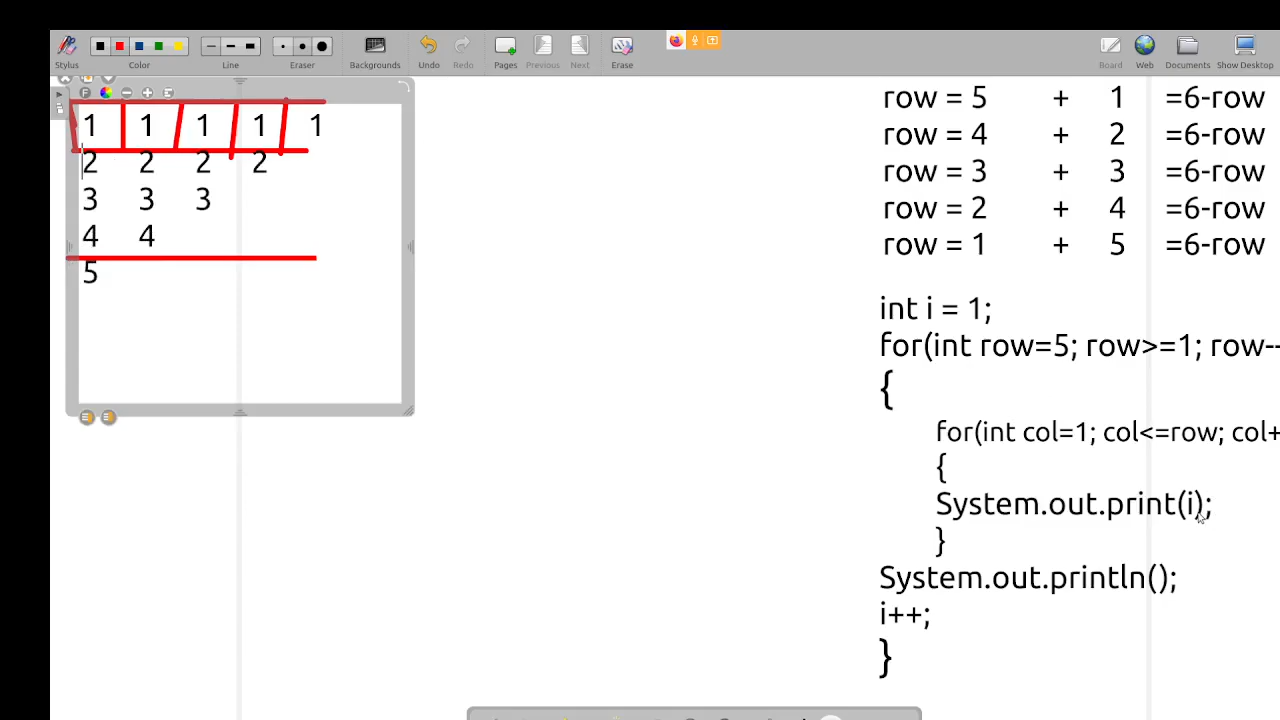 Stylus Color Line Eraser Backgrounds Undo Redo Pages Previous Next Erase Board Web Documents Show Desktop
1 1 1 1 1
2 2 2 2
3 3 3
4 4
5
row = 5 + 1 =6-row
row = 4 + 2 =6-row
row = 3 + 3 =6-row
row = 2 + 4 =6-row
row = 1 + 5 =6-row
int i = 1;
for(int row=5; row>=1; row--
{
for(int col=1; col<=row; col+
{
System.out.print(i);
}
System.out.println();
i++;
}